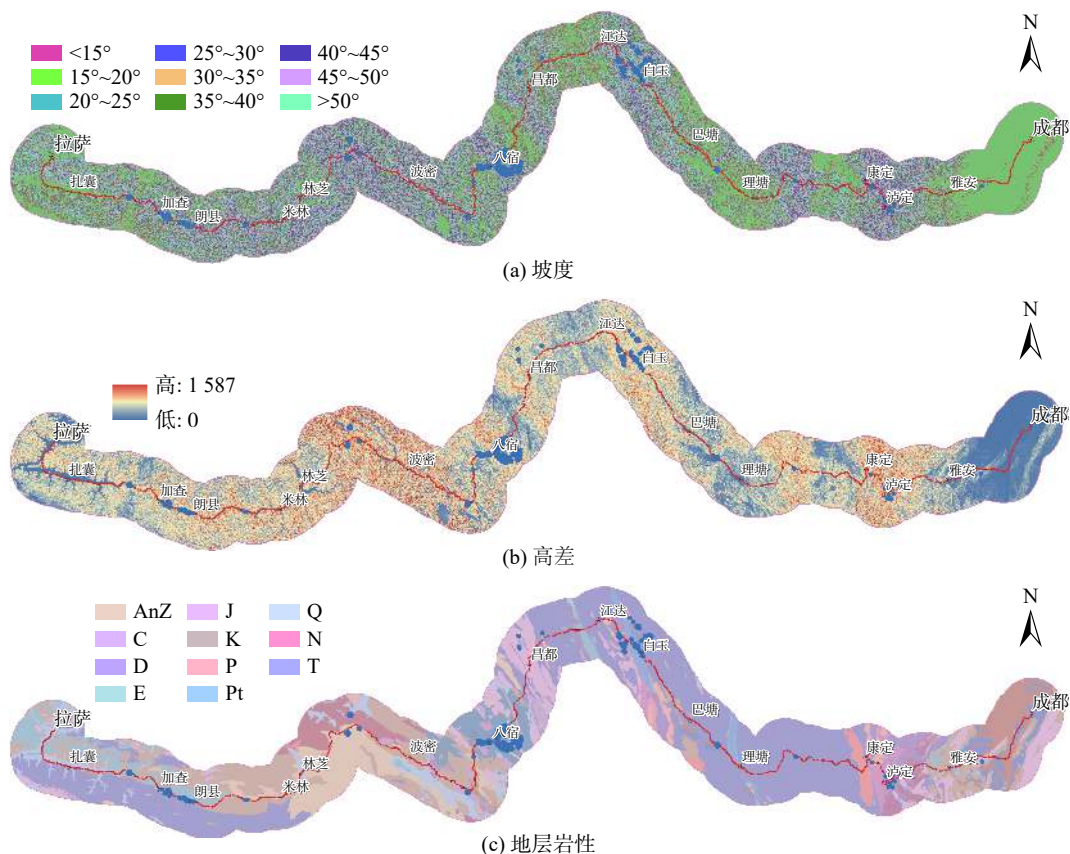 N
<15° 25°~30° 40°~45°
15°~20° 30°~35° 45°~50°
20°~25° 35°~40° >50°
江达
白玉
昌都
成都
拉萨
巴塘
八宿
扎囊
林芝
波密
理塘
康定
雅安
加查
朗县
米林
泸定
(a) 坡度
N
江达
白玉
昌都
高: 1 587
低: 0
成都
拉萨
巴塘
八宿
扎囊
林芝
波密
理塘
康定
雅安
加查
朗县
米林
泸定
(b) 高差
N
AnZ J Q
C K N
D P T
E Pt
江达
白玉
昌都
成都
拉萨
巴塘
八宿
扎囊
林芝
波密
理塘
康定
雅安
加查
朗县
米林
泸定
(c) 地层岩性